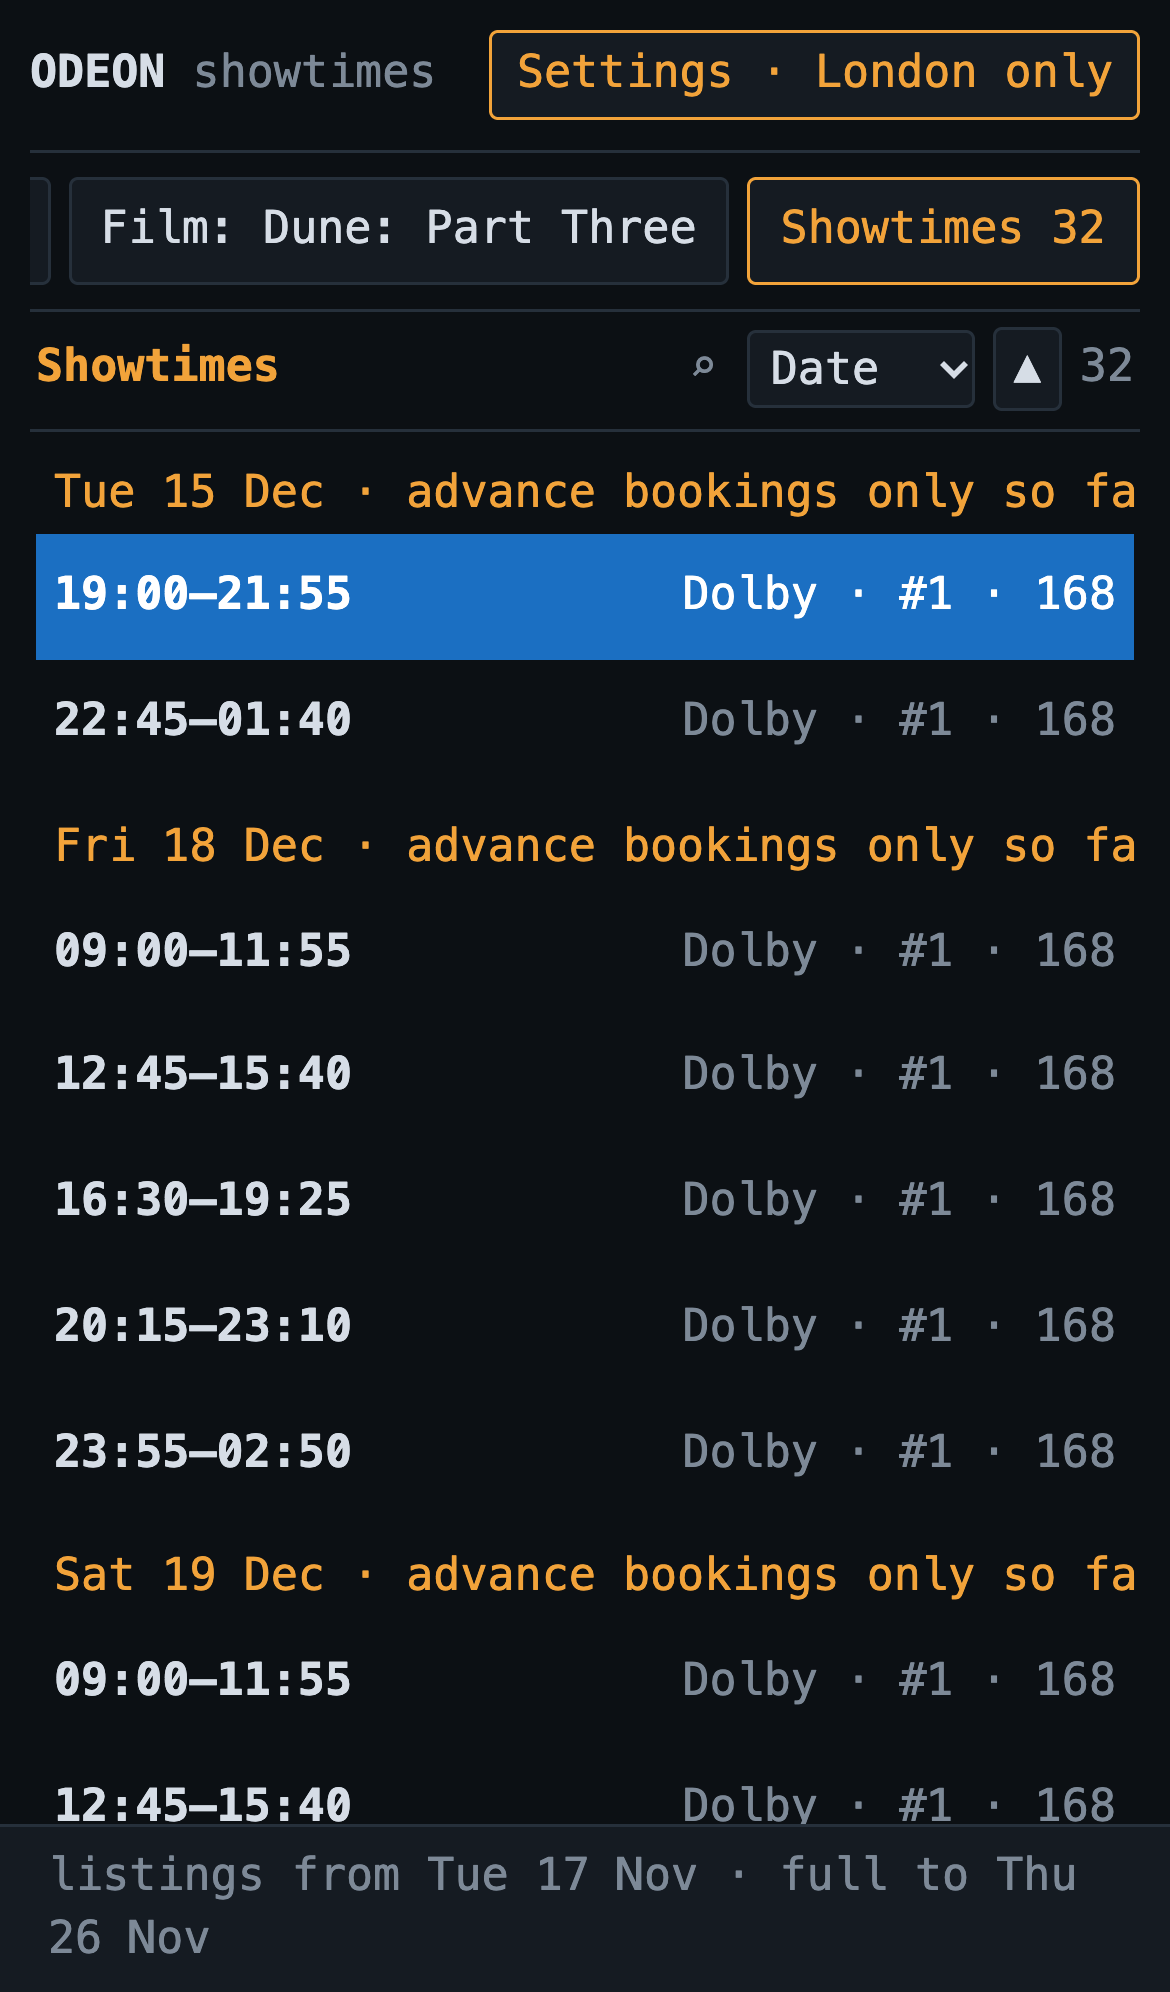 ODEON showtimes Settings · London only
Film: Dune: Part Three Showtimes 32
Showtimes ⌕ Date ▲ 32
Tue 15 Dec · advance bookings only so fa
19:00–21:55 Dolby · #1 · 168
22:45–01:40 Dolby · #1 · 168
Fri 18 Dec · advance bookings only so fa
09:00–11:55 Dolby · #1 · 168
12:45–15:40 Dolby · #1 · 168
16:30–19:25 Dolby · #1 · 168
20:15–23:10 Dolby · #1 · 168
23:55–02:50 Dolby · #1 · 168
Sat 19 Dec · advance bookings only so fa
09:00–11:55 Dolby · #1 · 168
12:45–15:40 Dolby · #1 · 168
listings from Tue 17 Nov · full to Thu
26 Nov